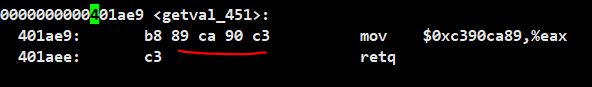 0000000000401ae9 <getval_451>:
401ae9: b8 89 ca 90 c3 mov $0xc390ca89,%eax
401aee: c3 retq